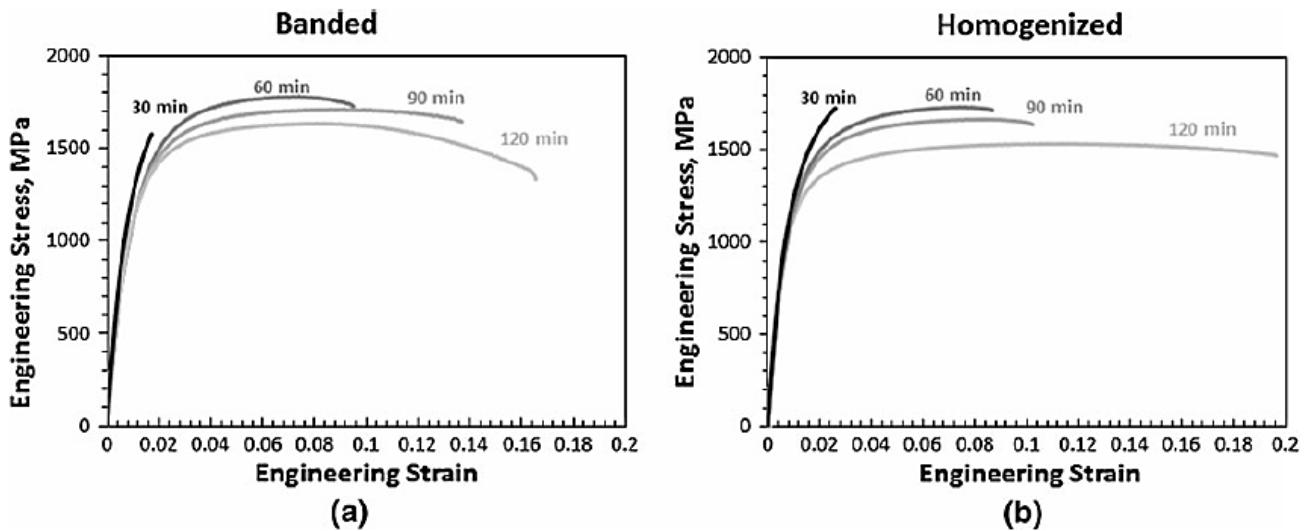 Banded
2000
1500
1000
500
0
Engineering Stress, MPa
30 min
60 min
90 min
120 min
0 0.02 0.04 0.06 0.08 0.1 0.12 0.14 0.16 0.18 0.2
Engineering Strain
(a)
Homogenized
2000
1500
1000
500
0
Engineering Stress, MPa
30 min
60 min
90 min
120 min
0 0.02 0.04 0.06 0.08 0.1 0.12 0.14 0.16 0.18 0.2
Engineering Strain
(b)